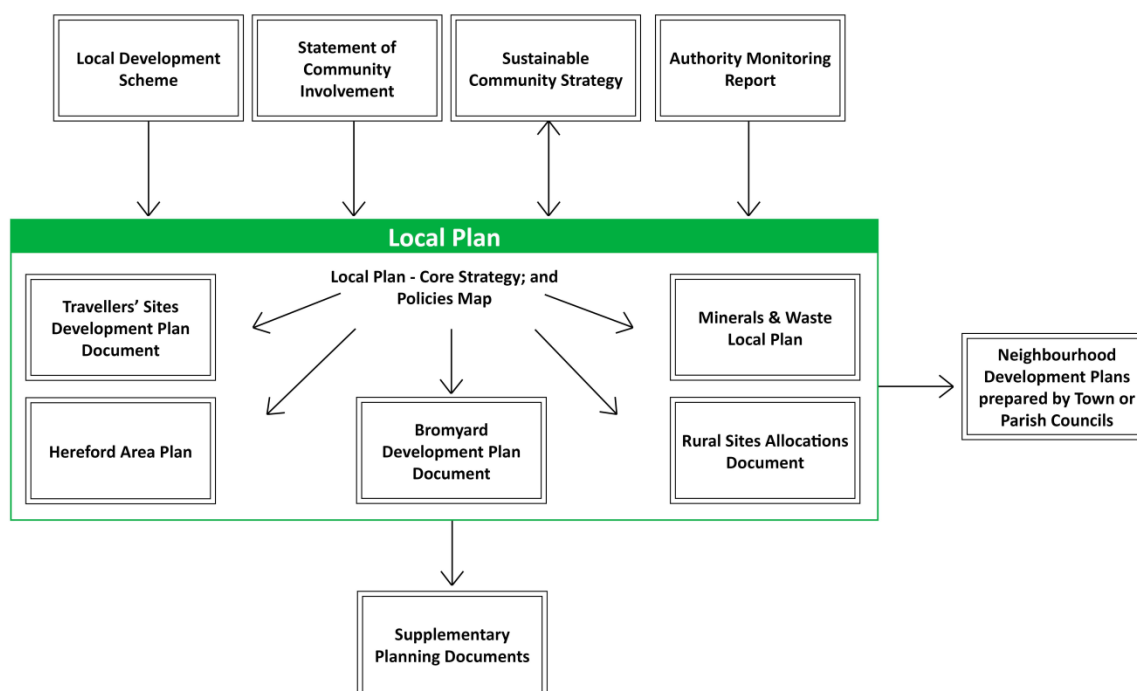 Local Development
Scheme
Statement of
Community
Involvement
Sustainable
Community Strategy
Authority Monitoring
Report
Local Plan
Local Plan - Core Strategy; and
Policies Map
Travellers’ Sites
Development Plan
Document
Minerals & Waste
Local Plan
Neighbourhood
Development Plans
prepared by Town or
Parish Councils
Hereford Area Plan
Bromyard
Development Plan
Document
Rural Sites Allocations
Document
Supplementary
Planning Documents